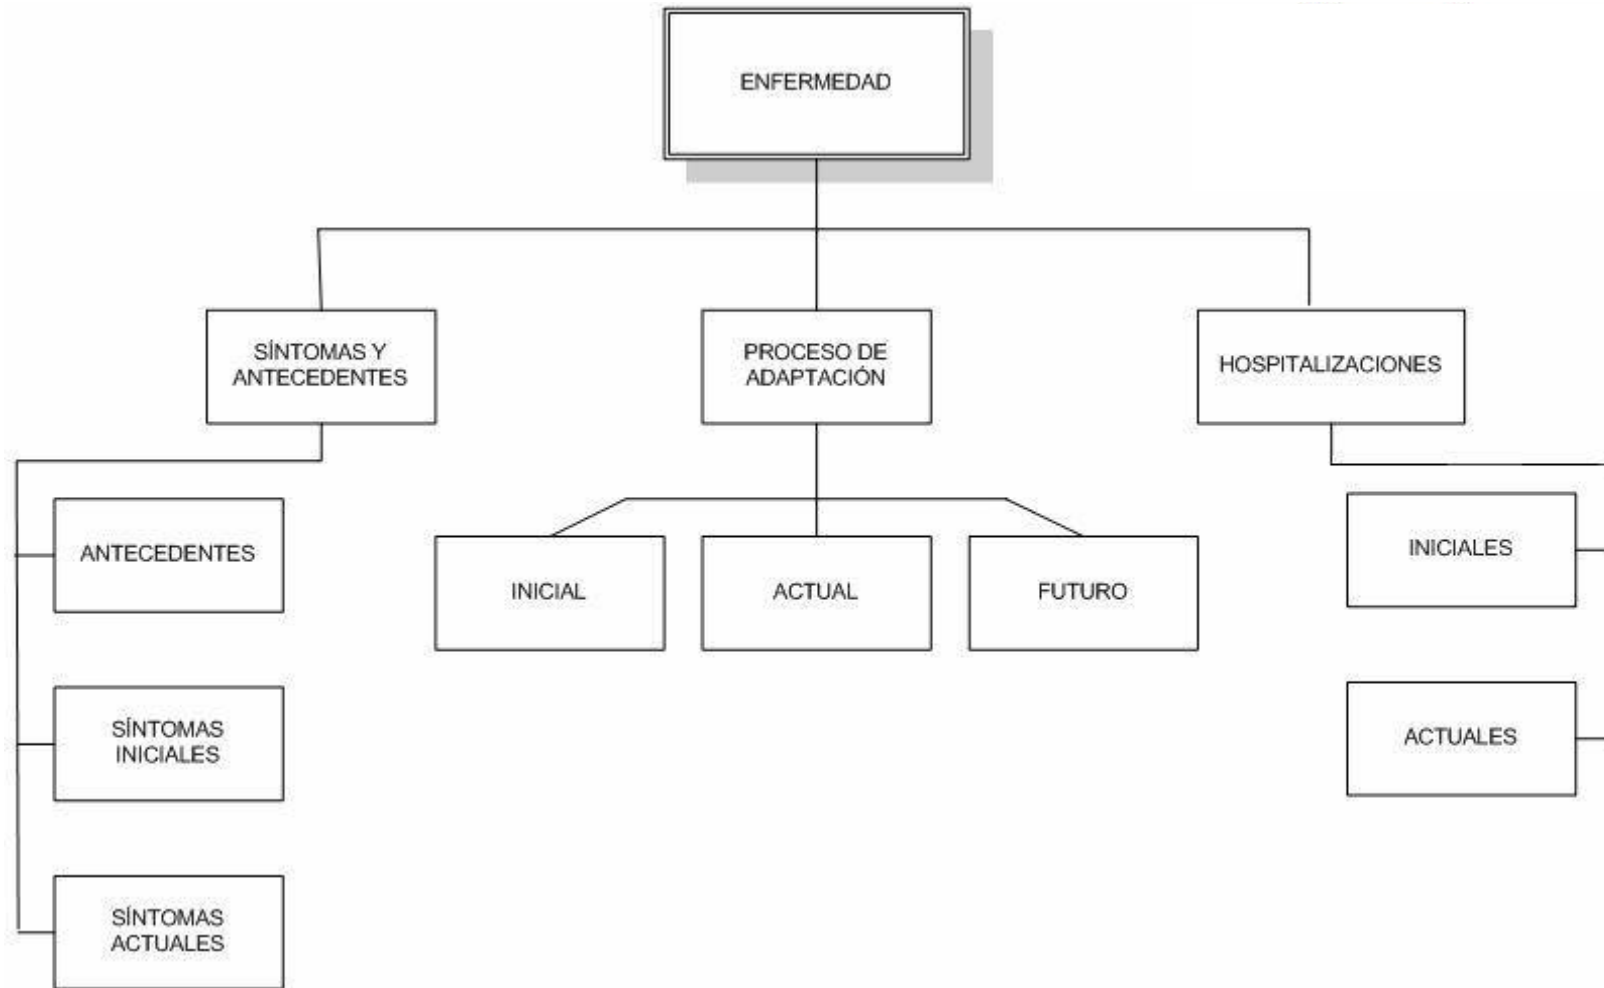 ENFERMEDAD
SÍNTOMAS Y
ANTECEDENTES
PROCESO DE
ADAPTACIÓN
HOSPITALIZACIONES
ANTECEDENTES
SÍNTOMAS
INICIALES
SÍNTOMAS
ACTUALES
INICIAL
ACTUAL
FUTURO
INICIALES
ACTUALES